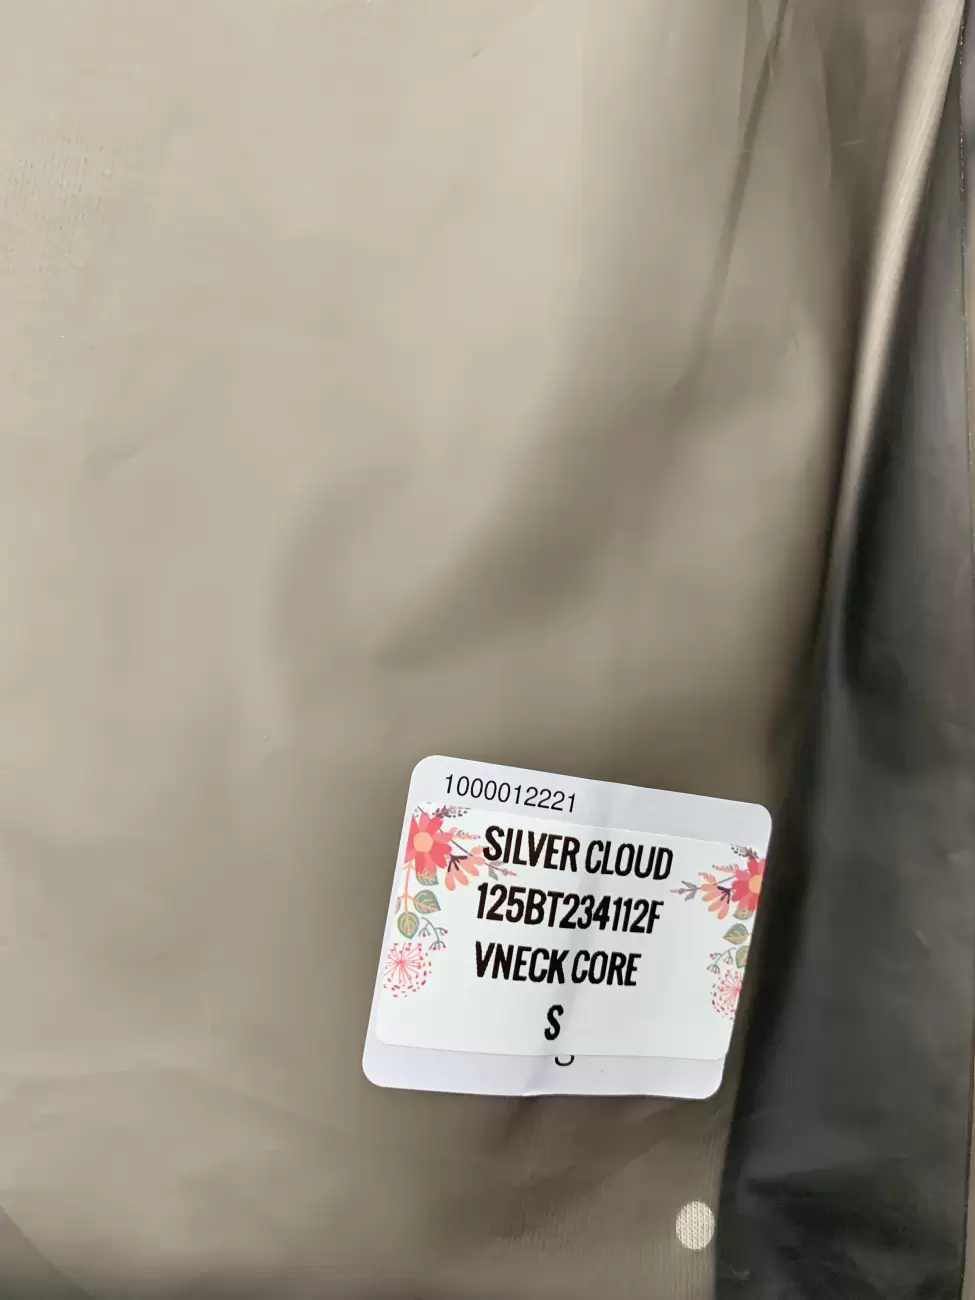 1000012221
SILVER CLOUD
125BT234112F
VNECK CORE
S